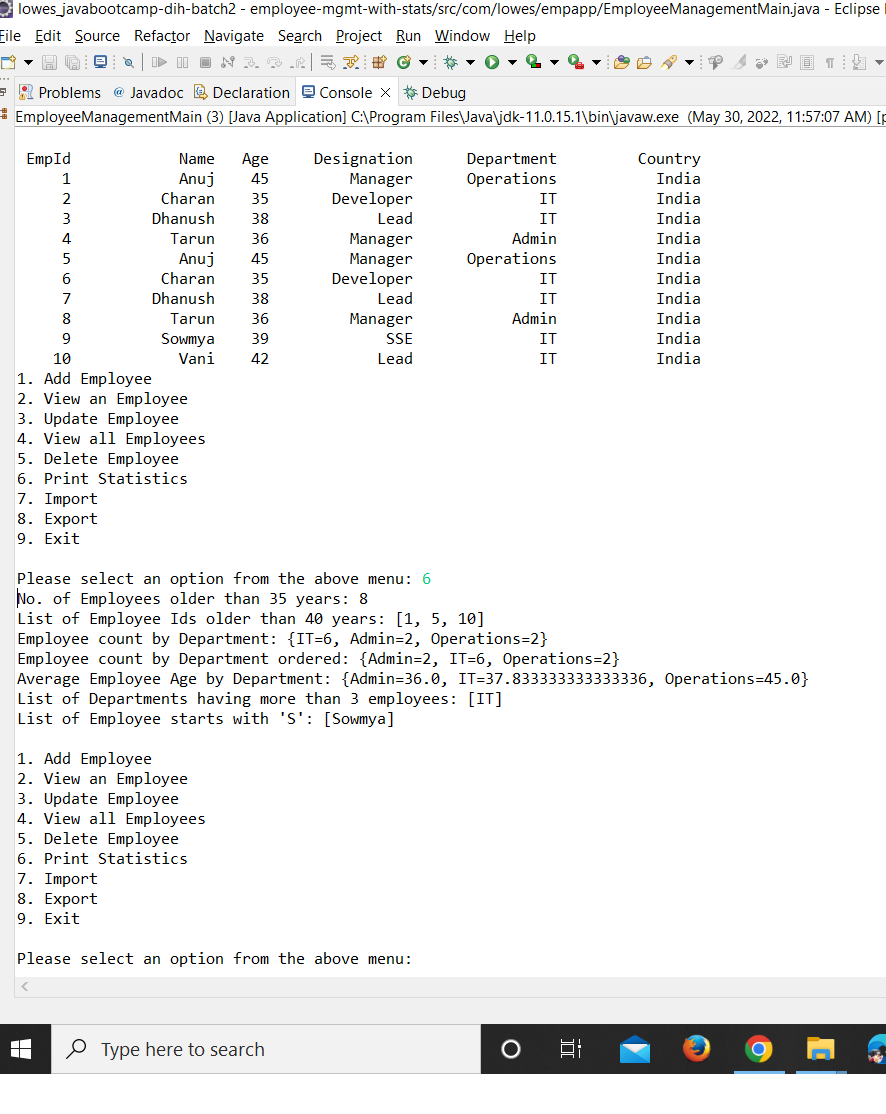 lowes_javabootcamp-dih-batch2 - employee-mgmt-with-stats/src/com/lowes/empapp/EmployeeManagementMain.java - Eclipse
File Edit Source Refactor Navigate Search Project Run Window Help
Problems @ Javadoc Declaration Console Debug
EmployeeManagementMain (3) [Java Application] C:\Program Files\Java\jdk-11.0.15.1\bin\javaw.exe (May 30, 2022, 11:57:07 AM) [p
EmpId Name Age Designation Department Country
1 Anuj 45 Manager Operations India
2 Charan 35 Developer IT India
3 Dhanush 38 Lead IT India
4 Tarun 36 Manager Admin India
5 Anuj 45 Manager Operations India
6 Charan 35 Developer IT India
7 Dhanush 38 Lead IT India
8 Tarun 36 Manager Admin India
9 Sowmya 39 SSE IT India
10 Vani 42 Lead IT India
1. Add Employee
2. View an Employee
3. Update Employee
4. View all Employees
5. Delete Employee
6. Print Statistics
7. Import
8. Export
9. Exit
Please select an option from the above menu: 6
No. of Employees older than 35 years: 8
List of Employee Ids older than 40 years: [1, 5, 10]
Employee count by Department: {IT=6, Admin=2, Operations=2}
Employee count by Department ordered: {Admin=2, IT=6, Operations=2}
Average Employee Age by Department: {Admin=36.0, IT=37.833333333333336, Operations=45.0}
List of Departments having more than 3 employees: [IT]
List of Employee starts with 'S': [Sowmya]
1. Add Employee
2. View an Employee
3. Update Employee
4. View all Employees
5. Delete Employee
6. Print Statistics
7. Import
8. Export
9. Exit
Please select an option from the above menu:
Type here to search